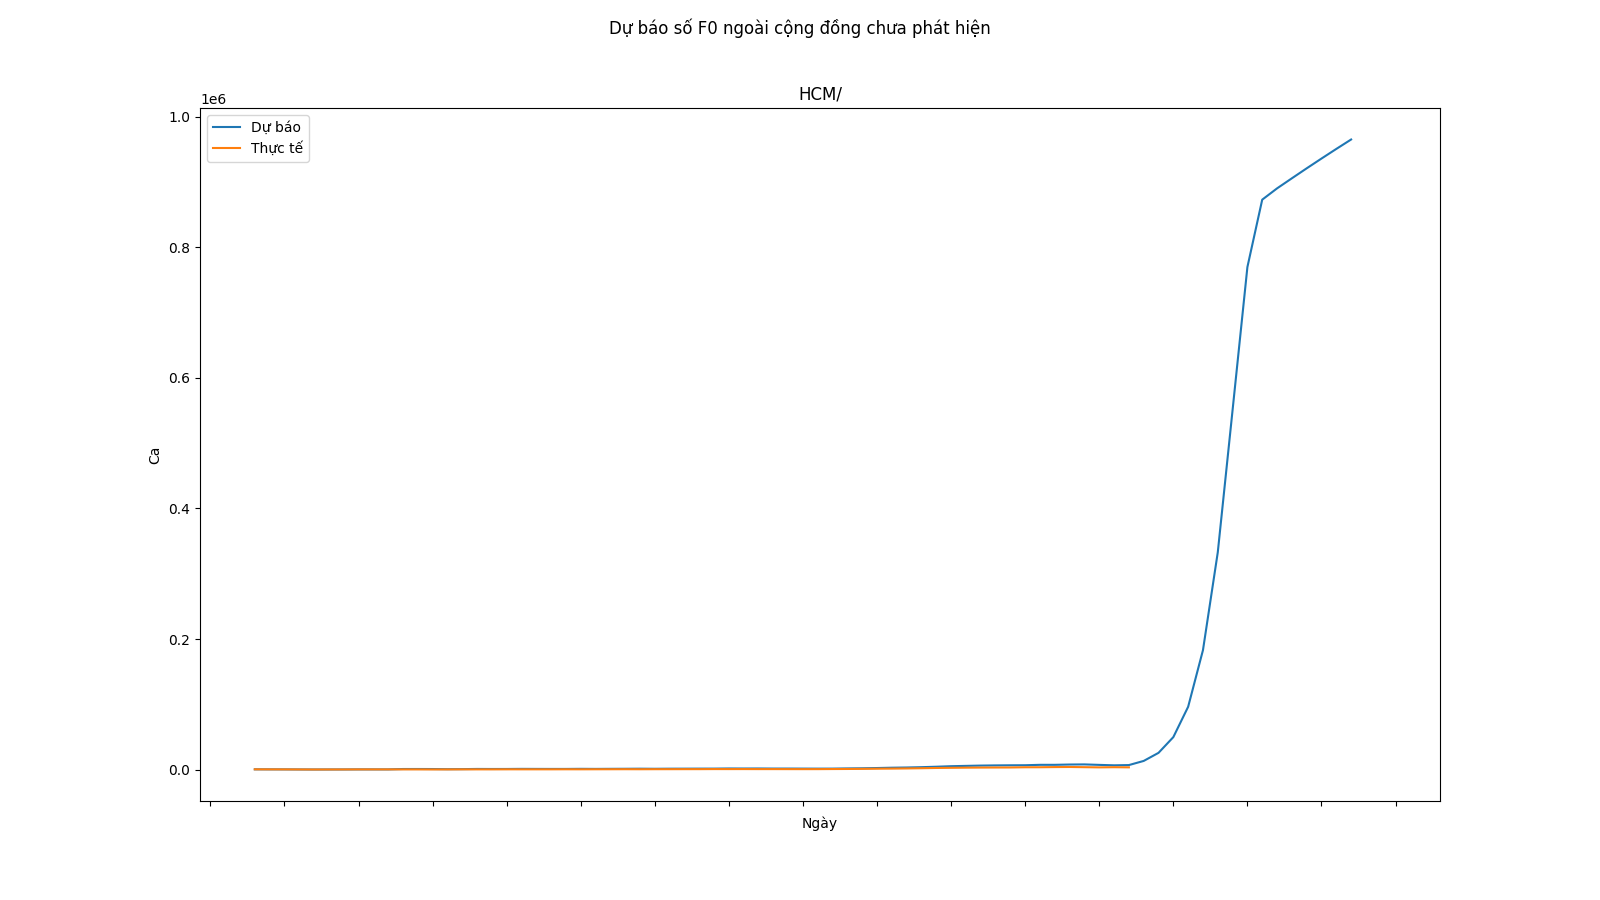 Dự báo số F0 ngoài cộng đồng chưa phát hiện
HCM/
1e6
Dự báo
Thực tế
1.0
0.8
0.6
0.4
0.2
0.0
Ca
Ngày